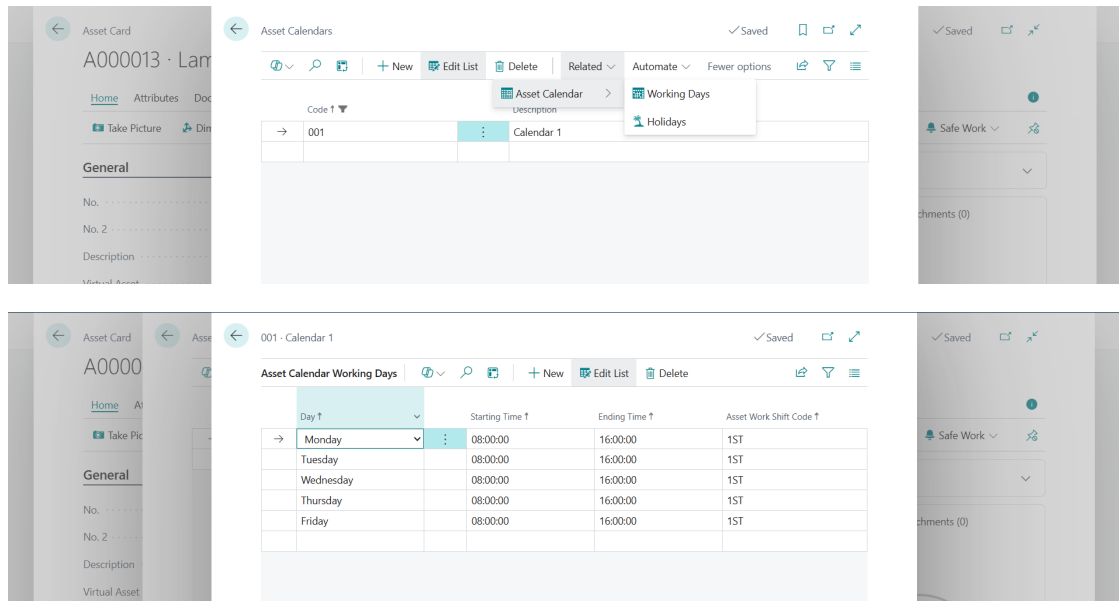 Asset Card
Asset Calendars
Saved
Saved
A000013 · Lam
New
Edit List
Delete
Related
Automate
Fewer options
Home Attributes Doc
Asset Calendar
Working Days
Code ↑
Description
Holidays
Take Picture
Dim
001
Calendar 1
Safe Work
General
No.
chments (0)
No. 2
Description
Virtual Asset
Asset Card
Asse
001 · Calendar 1
Saved
Saved
A0000
Asset Calendar Working Days
New
Edit List
Delete
Home At
Day ↑
Starting Time ↑
Ending Time ↑
Asset Work Shift Code ↑
Take Pic
Monday 08:00:00 16:00:00 1ST
Safe Work
Tuesday 08:00:00 16:00:00 1ST
General
Wednesday 08:00:00 16:00:00 1ST
Thursday 08:00:00 16:00:00 1ST
No.
Friday 08:00:00 16:00:00 1ST
chments (0)
No. 2
Description
Virtual Asset